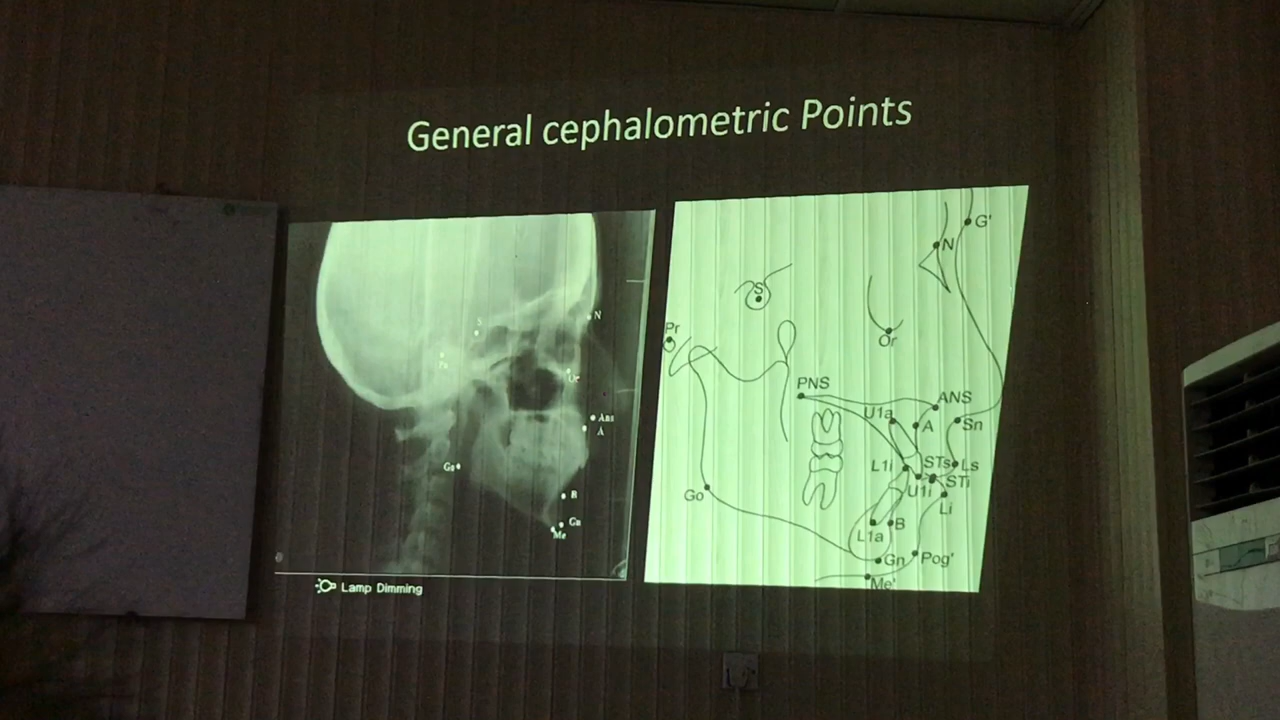 General cephalometric Points
S
N
Or
Ans
A
Go
B
Gn
Me
Lamp Dimming
G'
N
S
Pr
Or
PNS
ANS
U1a
A
Sn
L1i
STs
Ls
U1i
STi
Go
Li
B
L1a
Gn
Pog'
Me'